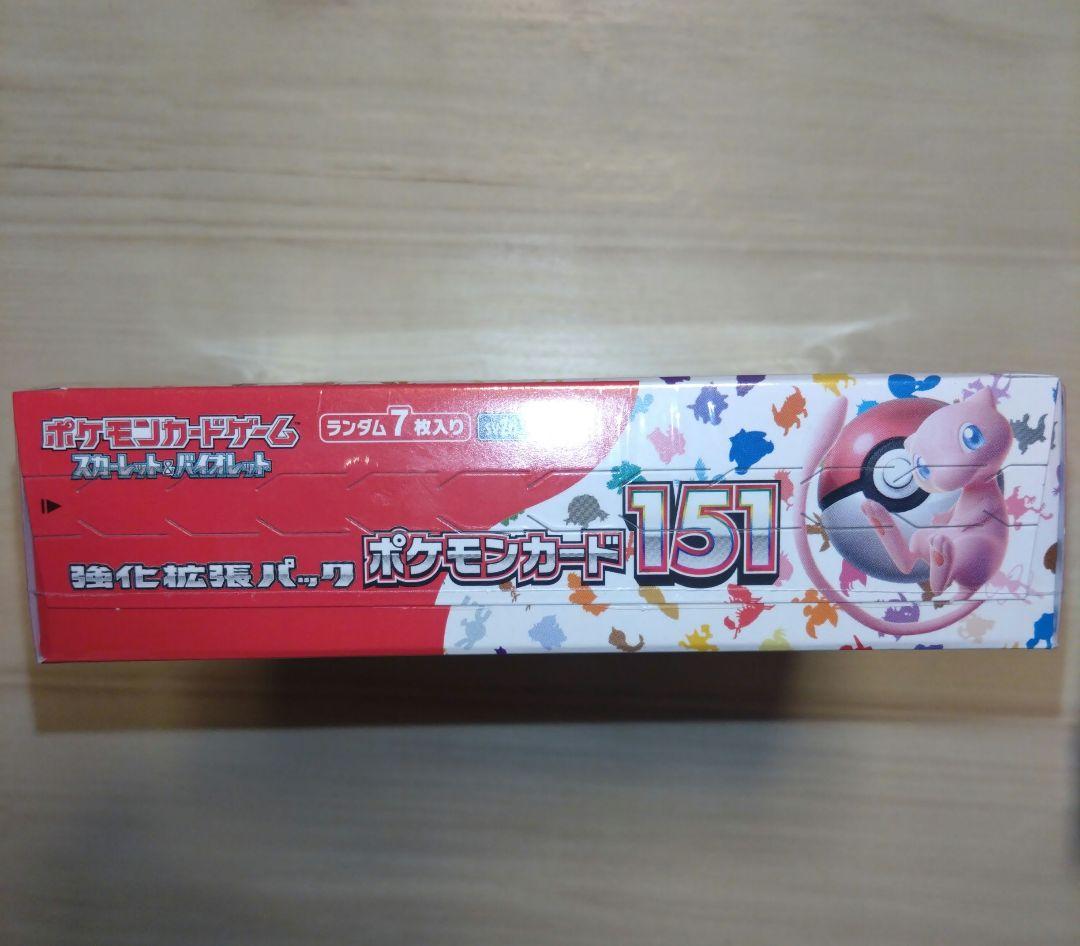 ポケモンカードゲーム
スカーレット&バイオレット
ランダム7枚入り
強化拡張パック
ポケモンカード151